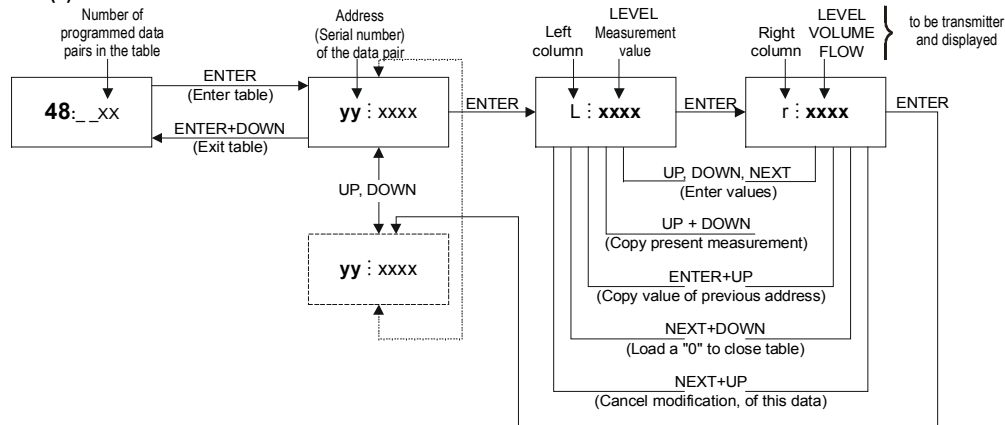 Number of
programmed data
pairs in the table
Address
(Serial number)
of the data pair
Left
column
LEVEL
Measurement
value
Right
column
LEVEL
VOLUME
FLOW
to be transmitter
and displayed
48:_ _xx
ENTER
(Enter table)
ENTER+DOWN
(Exit table)
yy : xxxx
ENTER
L : xxxx
ENTER
r : xxxx
ENTER
UP, DOWN
yy : xxxx
UP, DOWN, NEXT
(Enter values)
UP + DOWN
(Copy present measurement)
ENTER+UP
(Copy value of previous address)
NEXT+DOWN
(Load a "0" to close table)
NEXT+UP
(Cancel modification, of this data)